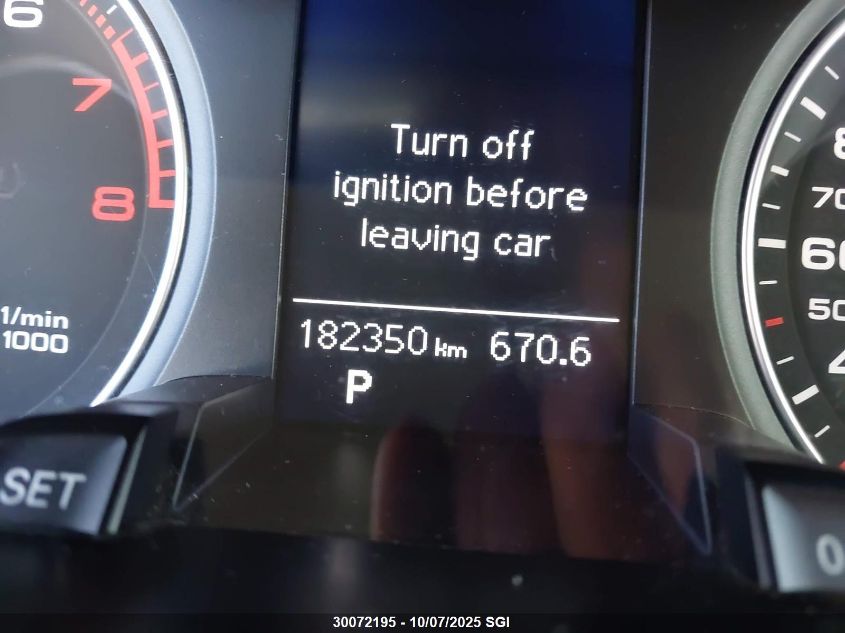 6
7
8
1/min
1000
Turn off
ignition before
leaving car
182350 km 670.6
P
SET
70
60
50
30072195 - 10/07/2025 SGI